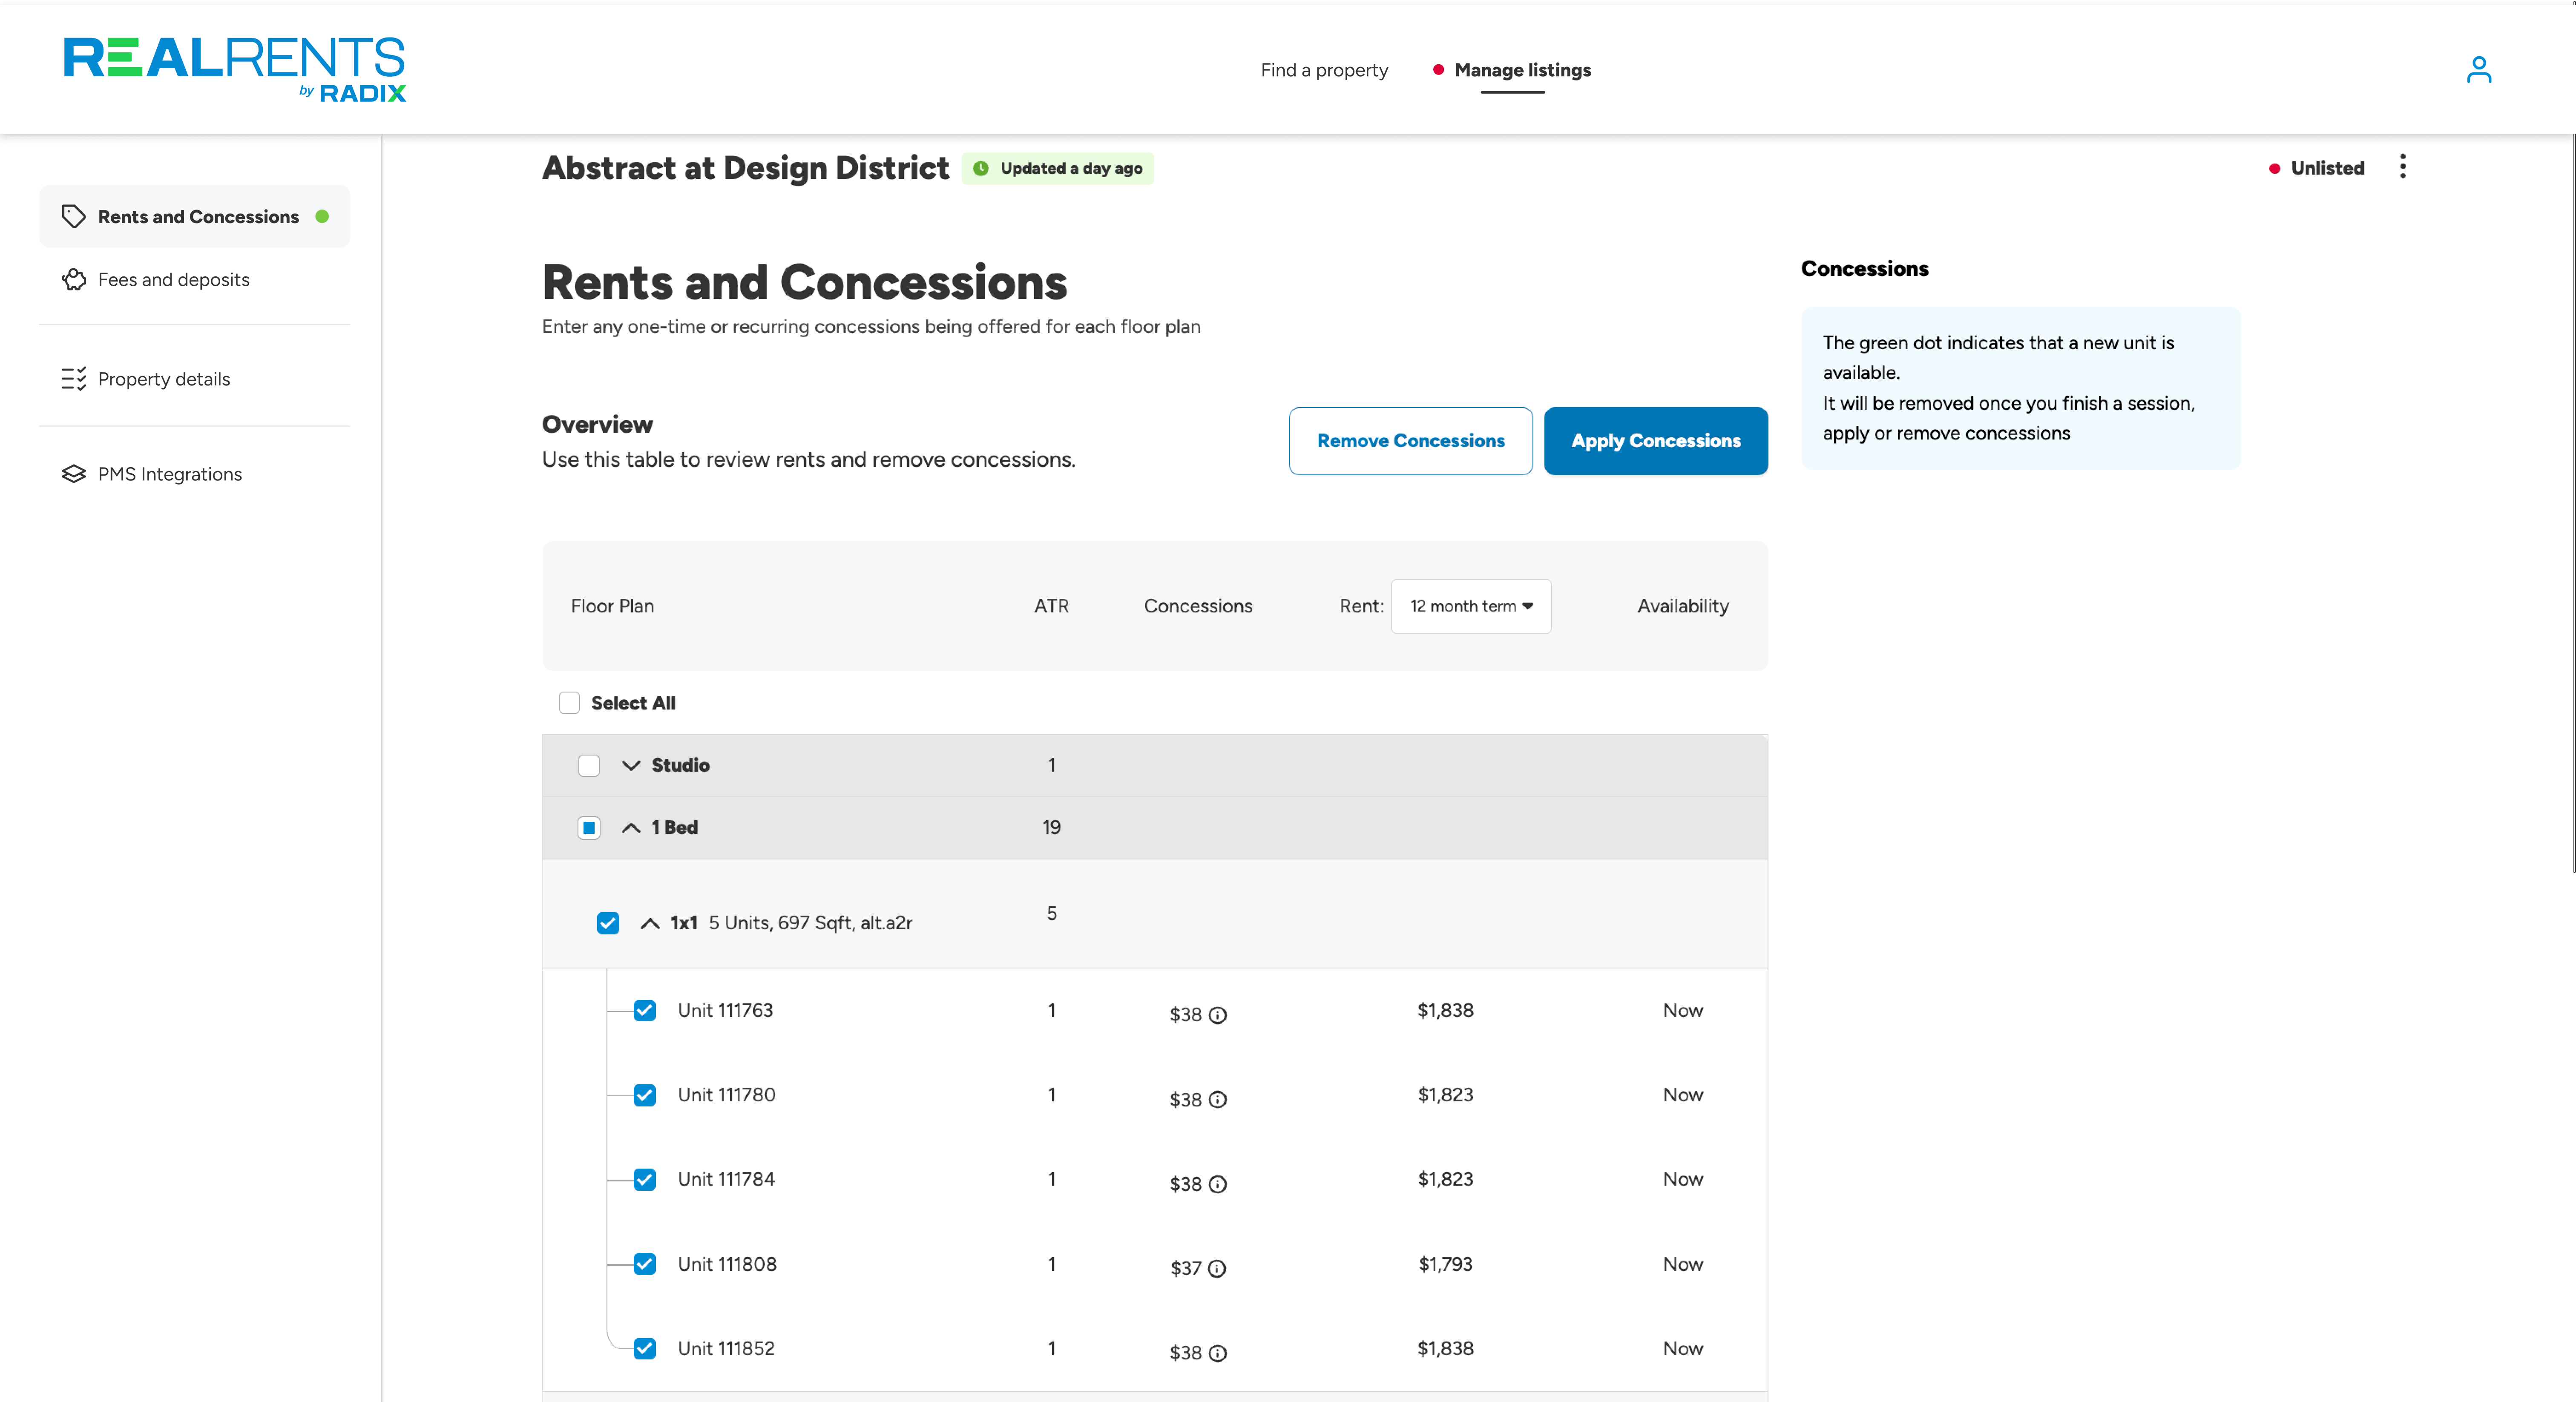 REALRENTS
by RADIX
Find a property
Manage listings
Rents and Concessions
Fees and deposits
Property details
PMS Integrations
Abstract at Design District
Updated a day ago
Unlisted
Rents and Concessions
Enter any one-time or recurring concessions being offered for each floor plan
Overview
Use this table to review rents and remove concessions.
Remove Concessions
Apply Concessions
Concessions
The green dot indicates that a new unit is
available.
It will be removed once you finish a session,
apply or remove concessions
Floor Plan ATR Concessions Rent: 12 month term Availability
Select All
Studio 1
1 Bed 19
1x1 5 Units, 697 Sqft, alt.a2r 5
Unit 111763 1 $38 $1,838 Now
Unit 111780 1 $38 $1,823 Now
Unit 111784 1 $38 $1,823 Now
Unit 111808 1 $37 $1,793 Now
Unit 111852 1 $38 $1,838 Now